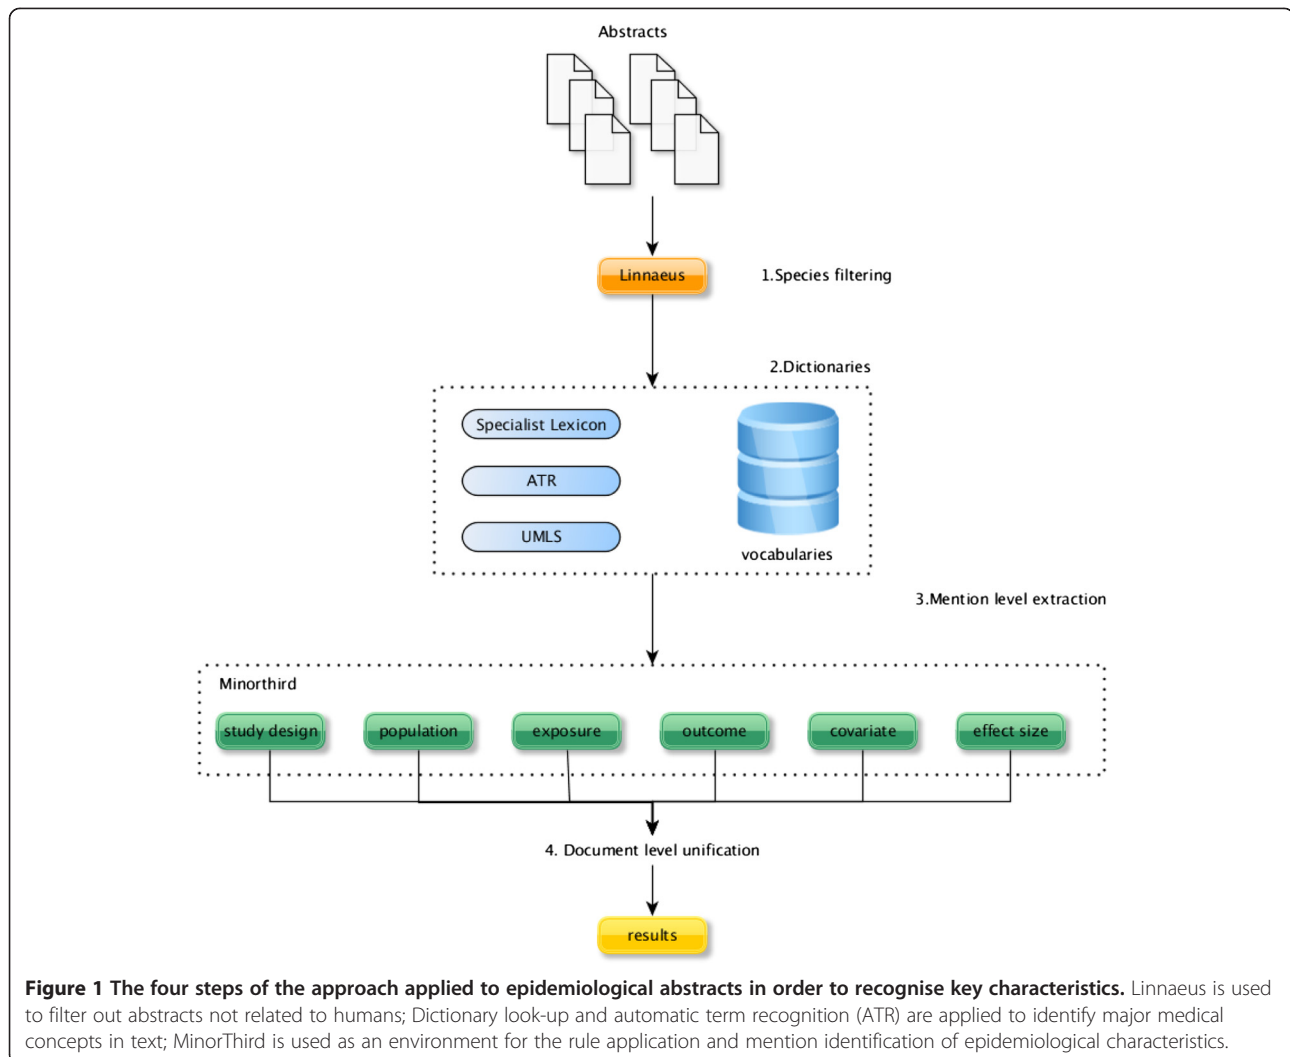 Abstracts
Linnaeus
1.Species filtering
2.Dictionaries
Specialist Lexicon
ATR
UMLS
vocabularies
3.Mention level extraction
Minorthird
study design
population
exposure
outcome
covariate
effect size
4. Document level unification
results
Figure 1 The four steps of the approach applied to epidemiological abstracts in order to recognise key characteristics. Linnaeus is used
to filter out abstracts not related to humans; Dictionary look-up and automatic term recognition (ATR) are applied to identify major medical
concepts in text; MinorThird is used as an environment for the rule application and mention identification of epidemiological characteristics.